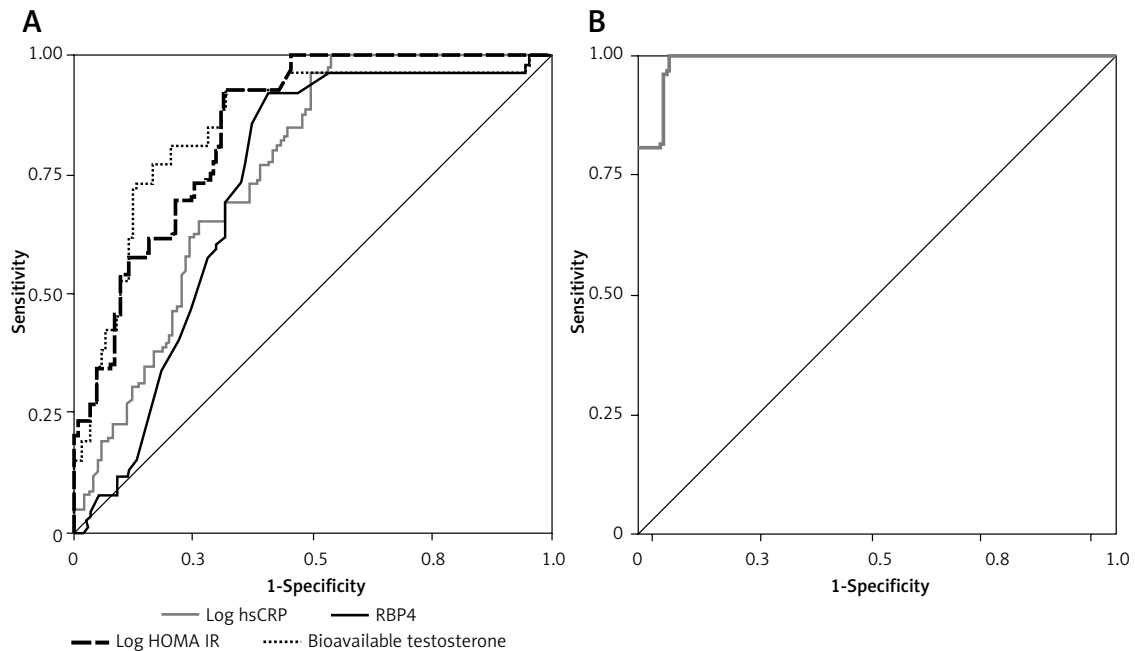 A
1.00
0.75
0.50
0.25
0
Sensitivity
0 0.3 0.5 0.8 1.0
1-Specificity
Log hsCRP RBP4
Log HOMA IR Bioavailable testosterone
B
1.00
0.75
0.50
0.25
0
Sensitivity
0 0.3 0.5 0.8 1.0
1-Specificity